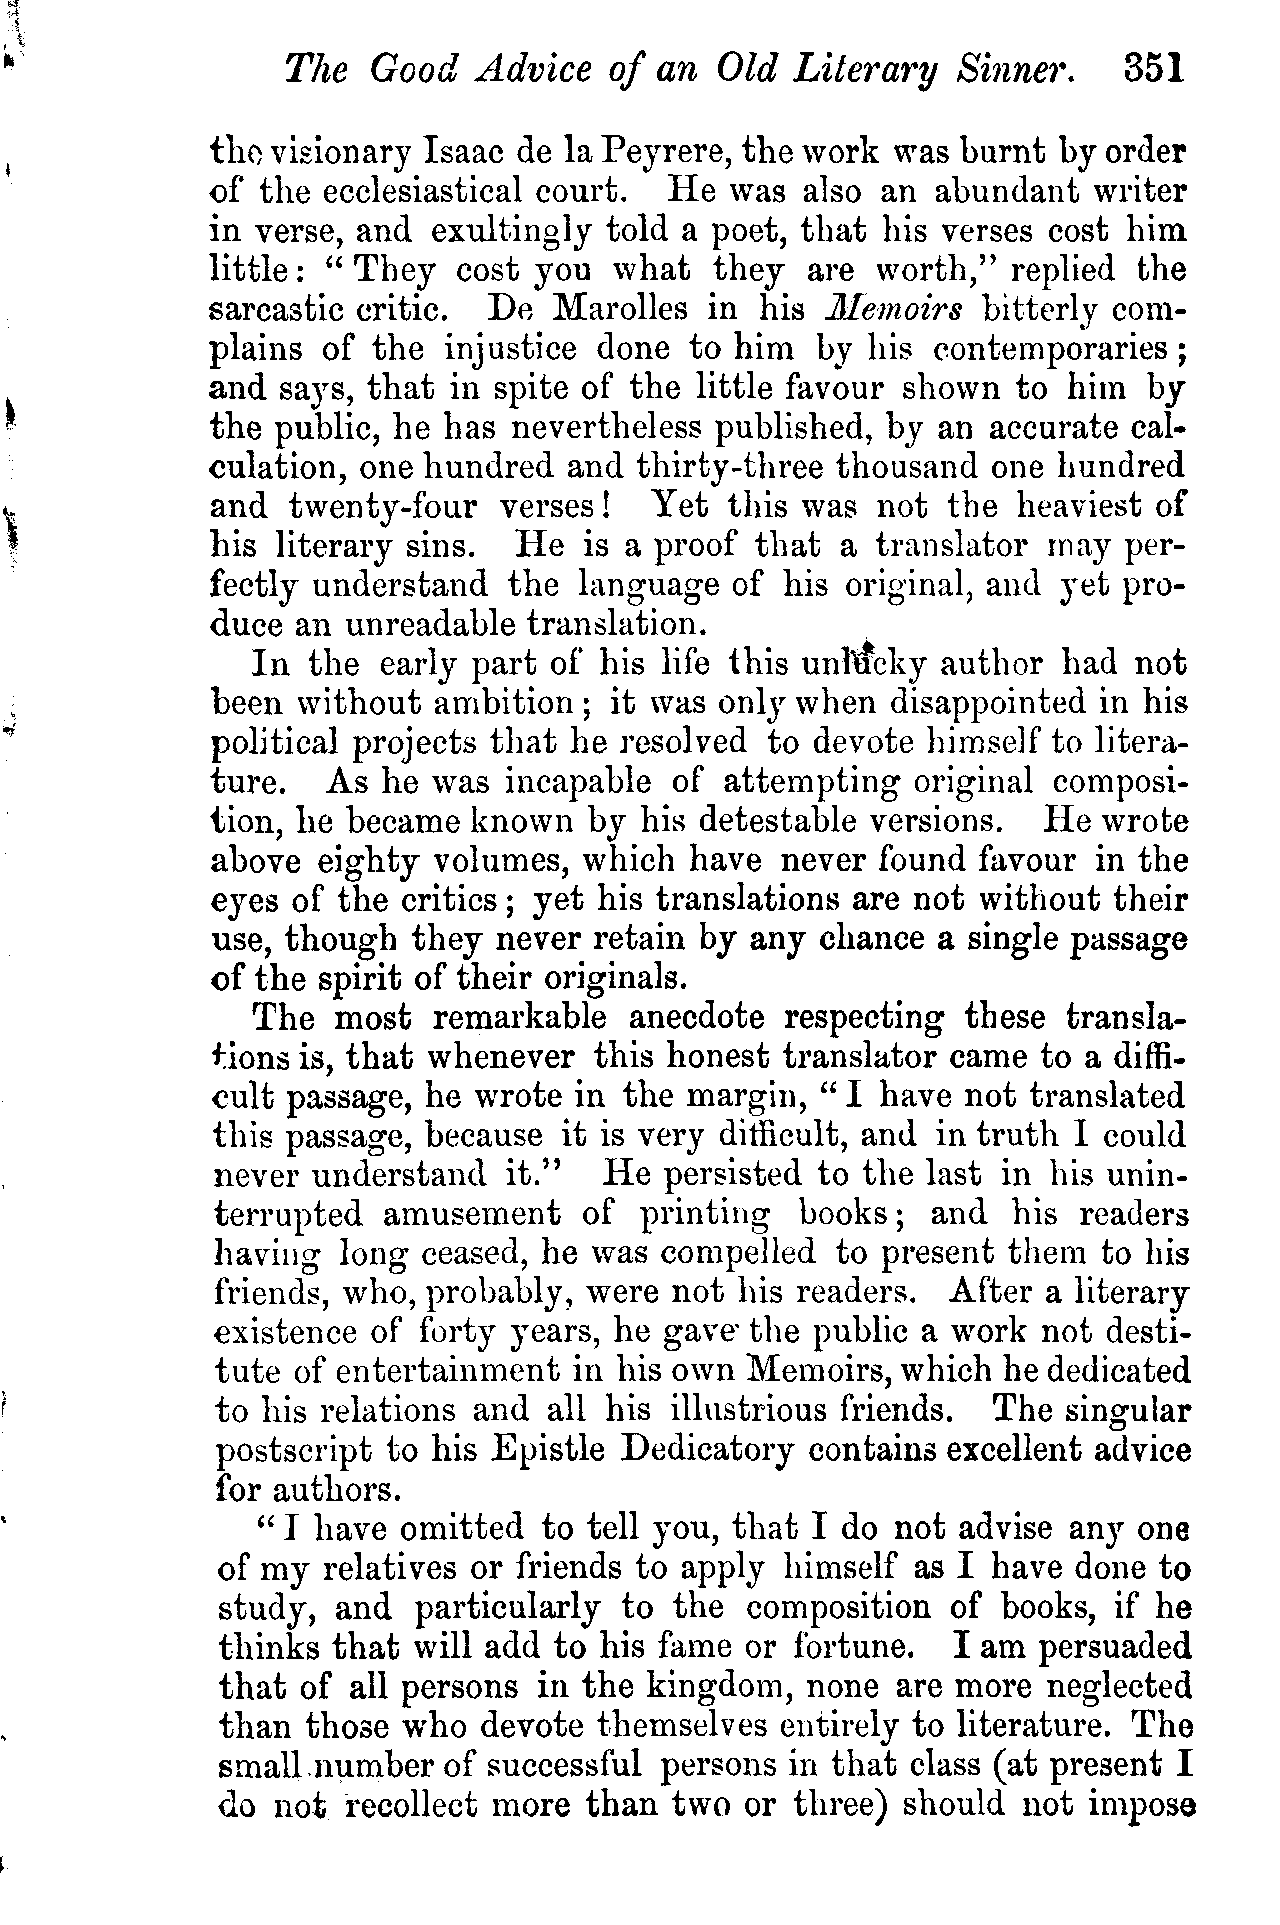 The Good Advice of an Old Literary Sinner. 351
the visionary Isaac de la Peyrere, the work was burnt by order
of the ecclesiastical court. He was also an abundant writer
in verse, and exultingly told a poet, that his verses cost him
little: “ They cost you what they are worth,” replied the
sarcastic critic. De Marolles in his Memoirs bitterly com-
plains of the injustice done to him by his contemporaries ;
and says, that in spite of the little favour shown to him by
the public, he has nevertheless published, by an accurate cal-
culation, one hundred and thirty-three thousand one hundred
and twenty-four verses! Yet this was not the heaviest of
his literary sins. He is a proof that a translator may per-
fectly understand the language of his original, and yet pro-
duce an unreadable translation.
In the early part of his life this unlucky author had not
been without ambition ; it was only when disappointed in his
political projects that he resolved to devote himself to litera-
ture. As he was incapable of attempting original composi-
tion, he became known by his detestable versions. He wrote
above eighty volumes, which have never found favour in the
eyes of the critics ; yet his translations are not without their
use, though they never retain by any chance a single passage
of the spirit of their originals.
The most remarkable anecdote respecting these transla-
tions is, that whenever this honest translator came to a diffi-
cult passage, he wrote in the margin, “ I have not translated
this passage, because it is very difficult, and in truth I could
never understand it.” He persisted to the last in his unin-
terrupted amusement of printing books ; and his readers
having long ceased, he was compelled to present them to his
friends, who, probably, were not his readers. After a literary
existence of forty years, he gave the public a work not desti-
tute of entertainment in his own Memoirs, which he dedicated
to his relations and all his illustrious friends. The singular
postscript to his Epistle Dedicatory contains excellent advice
for authors.
“ I have omitted to tell you, that I do not advise any one
of my relatives or friends to apply himself as I have done to
study, and particularly to the composition of books, if he
thinks that will add to his fame or fortune. I am persuaded
that of all persons in the kingdom, none are more neglected
than those who devote themselves entirely to literature. The
small number of successful persons in that class (at present I
do not recollect more than two or three) should not impose